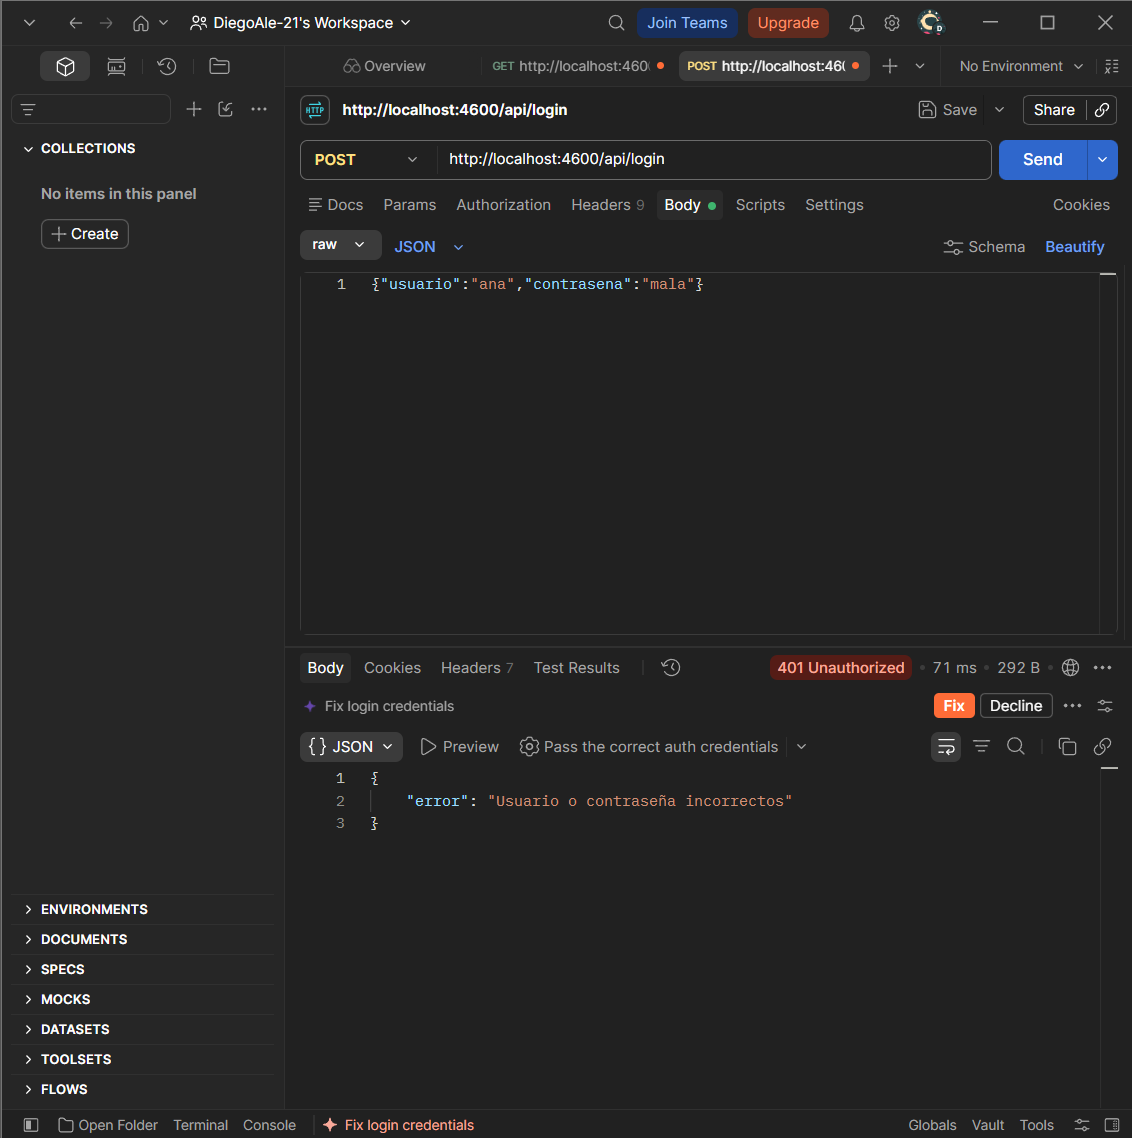 DiegoAle-21's Workspace
Join Teams
Upgrade
Overview
GET http://localhost:460
POST http://localhost:460
No Environment
HTTP
http://localhost:4600/api/login
Save
Share
POST
http://localhost:4600/api/login
Send
COLLECTIONS
No items in this panel
Create
Docs
Params
Authorization
Headers 9
Body
Scripts
Settings
Cookies
raw
JSON
Schema
Beautify
1 {"usuario":"ana","contrasena":"mala"}
Body
Cookies
Headers 7
Test Results
401 Unauthorized
71 ms
292 B
Fix login credentials
Fix
Decline
{} JSON
Preview
Pass the correct auth credentials
1 {
2 "error": "Usuario o contraseña incorrectos"
3 }
ENVIRONMENTS
DOCUMENTS
SPECS
MOCKS
DATASETS
TOOLSETS
FLOWS
Open Folder
Terminal
Console
Fix login credentials
Globals
Vault
Tools